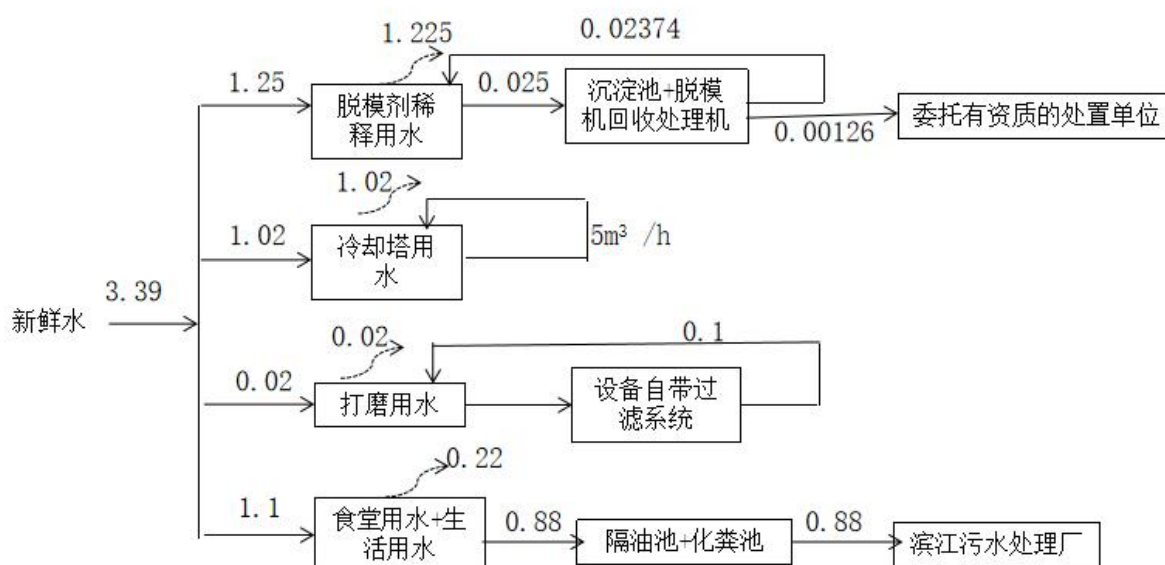 1.225
0.02374
1.25
脱模剂稀
释用水
0.025
沉淀池+脱模
机回收处理机
0.00126
委托有资质的处置单位
1.02
1.02
冷却塔用
水
5m³ /h
新鲜水
3.39
0.02
0.1
0.02
打磨用水
设备自带过
滤系统
0.22
1.1
食堂用水+生
活用水
0.88
隔油池+化粪池
0.88
滨江污水处理厂